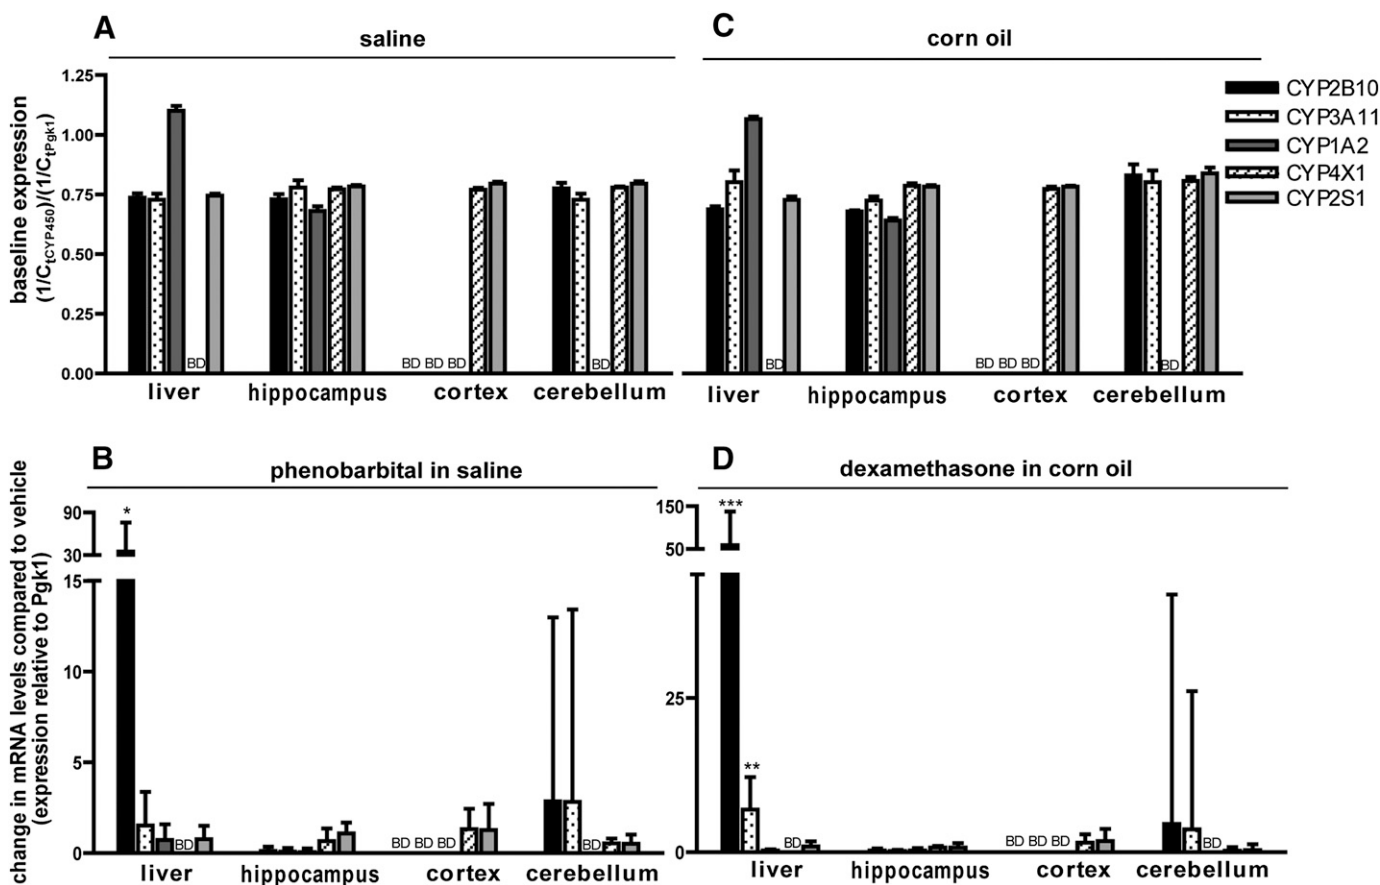 A
saline
C
corn oil
baseline expression
(1/CtCYP450)/(1/CtPgk1)
1.25
1.00
0.75
0.50
0.25
0.00
BD
BD BD BD
BD
BD
BD BD BD
BD
liver
hippocampus
cortex
cerebellum
liver
hippocampus
cortex
cerebellum
CYP2B10
CYP3A11
CYP1A2
CYP4X1
CYP2S1
B
phenobarbital in saline
D
dexamethasone in corn oil
change in mRNA levels compared to vehicle
(expression relative to Pgk1)
90
30
15
10
5
0
*
BD
BD BD BD
BD
liver
hippocampus
cortex
cerebellum
150
50
25
0
***
**
BD
BD BD BD
BD
liver
hippocampus
cortex
cerebellum